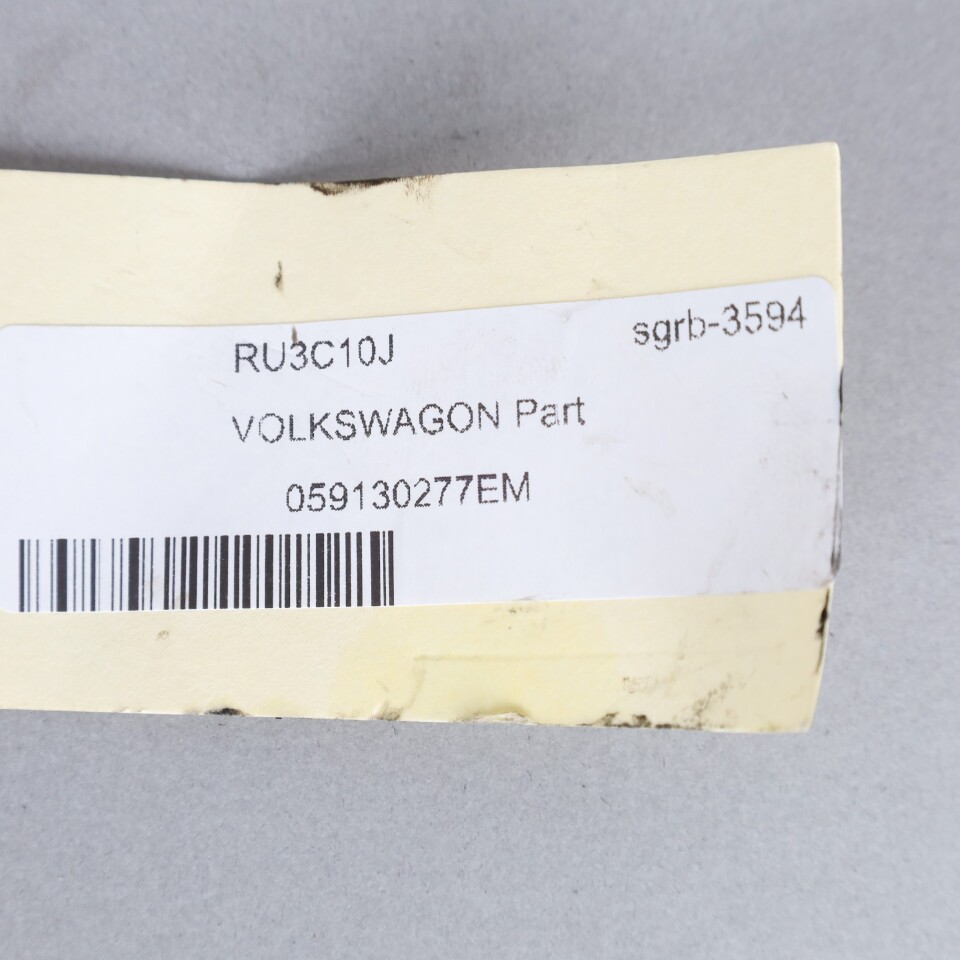 RU3C10J sgrb-3594
VOLKSWAGON Part
059130277EM